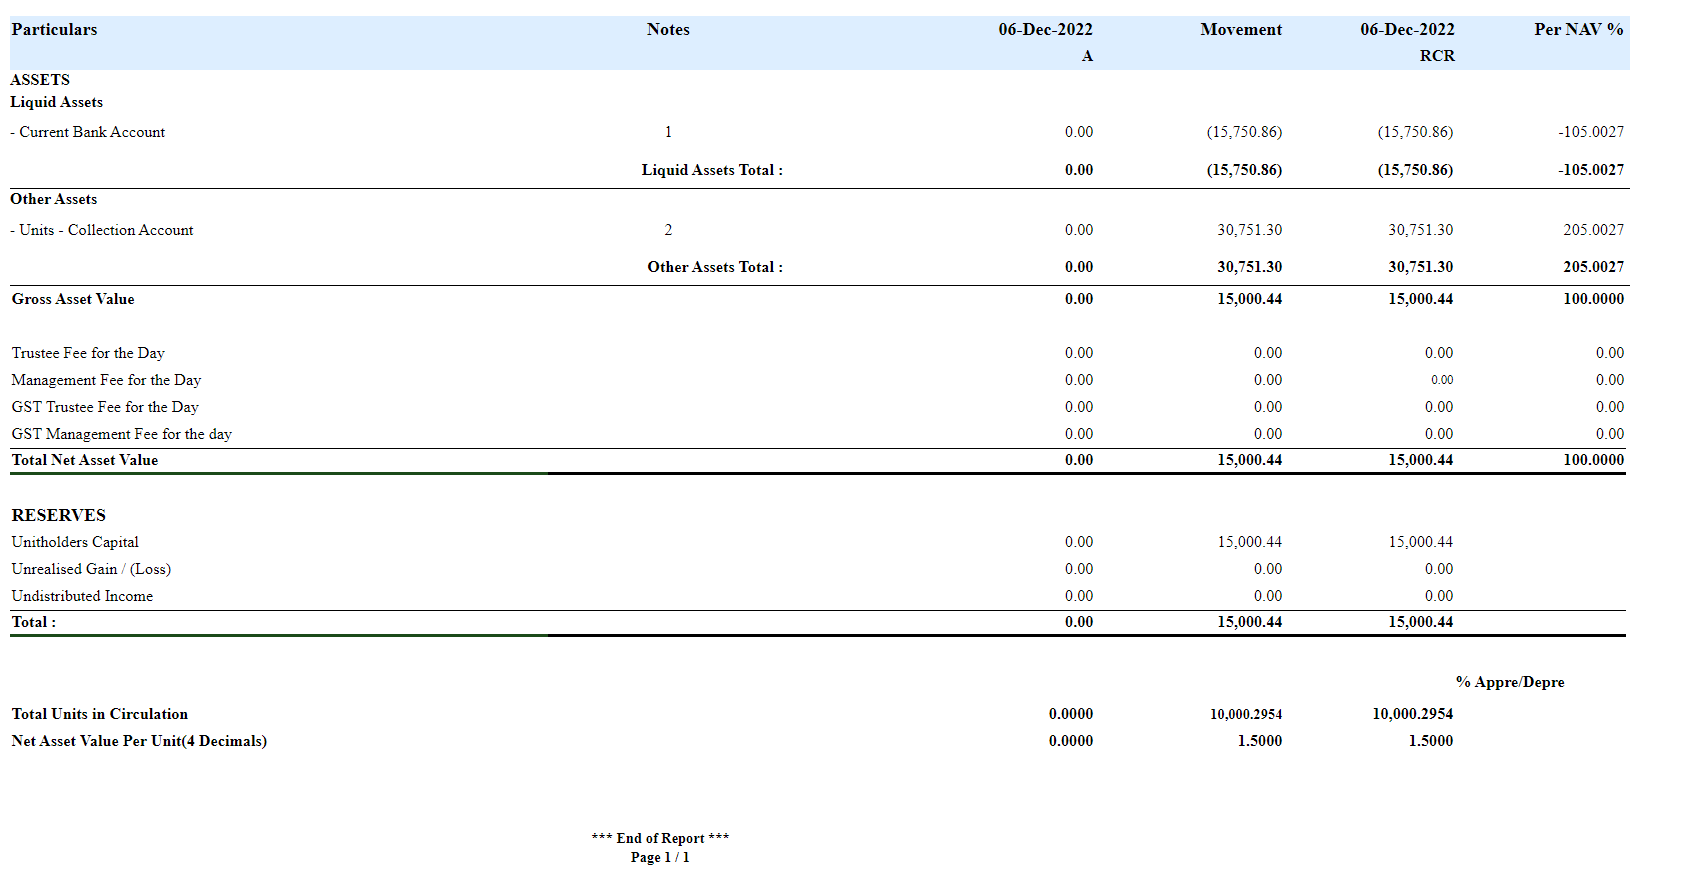 Particulars Notes 06-Dec-2022 Movement 06-Dec-2022 Per NAV %
A RCR
ASSETS
Liquid Assets
- Current Bank Account 1 0.00 (15,750.86) (15,750.86) -105.0027
Liquid Assets Total : 0.00 (15,750.86) (15,750.86) -105.0027
Other Assets
- Units - Collection Account 2 0.00 30,751.30 30,751.30 205.0027
Other Assets Total : 0.00 30,751.30 30,751.30 205.0027
Gross Asset Value 0.00 15,000.44 15,000.44 100.0000
Trustee Fee for the Day 0.00 0.00 0.00 0.00
Management Fee for the Day 0.00 0.00 0.00 0.00
GST Trustee Fee for the Day 0.00 0.00 0.00 0.00
GST Management Fee for the day 0.00 0.00 0.00 0.00
Total Net Asset Value 0.00 15,000.44 15,000.44 100.0000
RESERVES
Unitholders Capital 0.00 15,000.44 15,000.44
Unrealised Gain / (Loss) 0.00 0.00 0.00
Undistributed Income 0.00 0.00 0.00
Total : 0.00 15,000.44 15,000.44
% Appre/Depre
Total Units in Circulation 0.0000 10,000.2954 10,000.2954
Net Asset Value Per Unit(4 Decimals) 0.0000 1.5000 1.5000
*** End of Report ***
Page 1 / 1